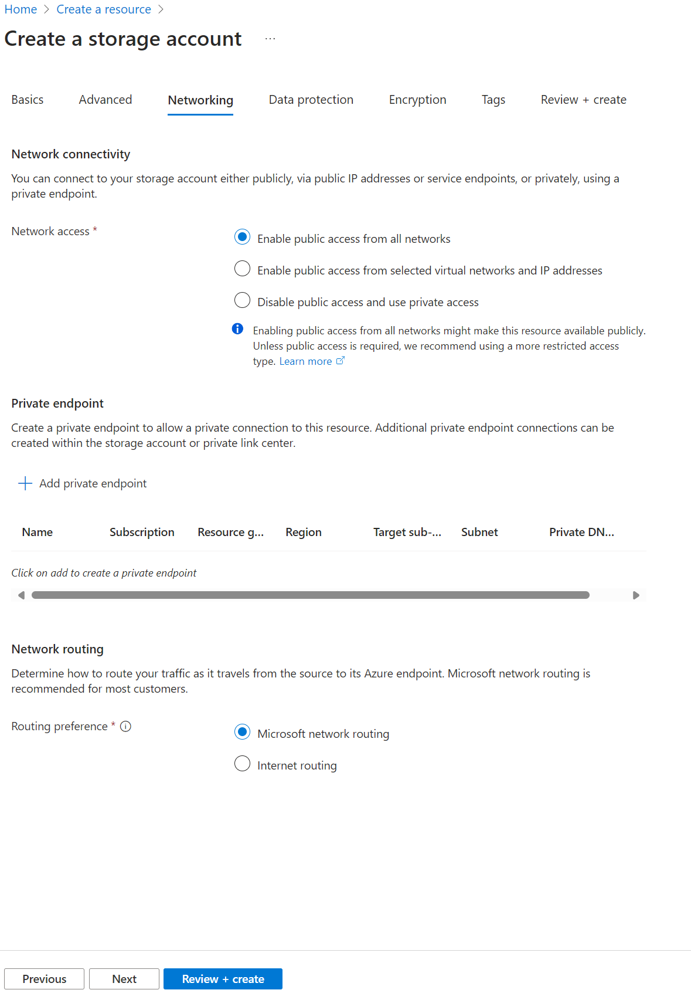 Home > Create a resource >
Create a storage account ...
Basics Advanced Networking Data protection Encryption Tags Review + create
Network connectivity
You can connect to your storage account either publicly, via public IP addresses or service endpoints, or privately, using a
private endpoint.
Network access *
Enable public access from all networks
Enable public access from selected virtual networks and IP addresses
Disable public access and use private access
Enabling public access from all networks might make this resource available publicly.
Unless public access is required, we recommend using a more restricted access
type. Learn more
Private endpoint
Create a private endpoint to allow a private connection to this resource. Additional private endpoint connections can be
created within the storage account or private link center.
Add private endpoint
Name Subscription Resource g... Region Target sub-... Subnet Private DN...
Click on add to create a private endpoint
Network routing
Determine how to route your traffic as it travels from the source to its Azure endpoint. Microsoft network routing is
recommended for most customers.
Routing preference *
Microsoft network routing
Internet routing
Previous Next Review + create